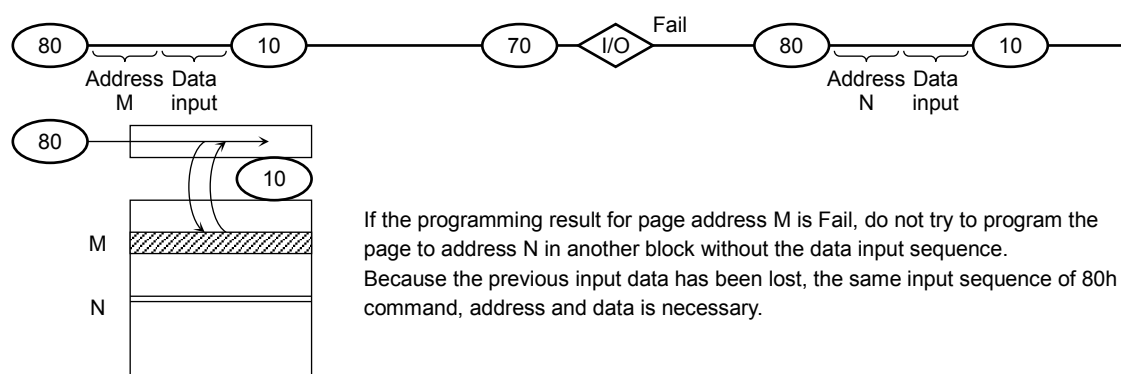 80 10 70 I/O Fail 80 10
Address Data Address Data
M input N input
80
10
M
N
If the programming result for page address M is Fail, do not try to program the
page to address N in another block without the data input sequence.
Because the previous input data has been lost, the same input sequence of 80h
command, address and data is necessary.